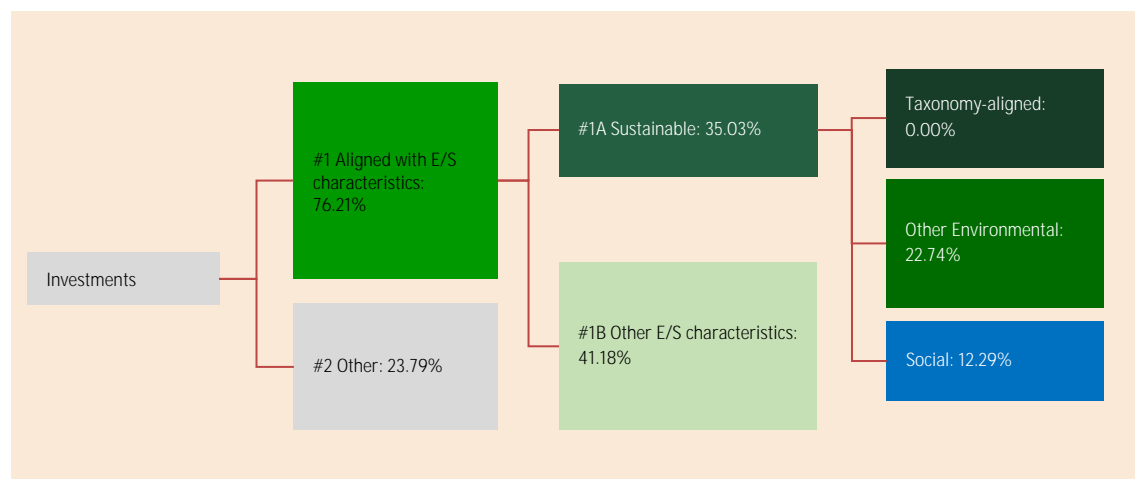 Investments
#1 Aligned with E/S
characteristics:
76.21%
#2 Other: 23.79%
#1A Sustainable: 35.03%
#1B Other E/S characteristics:
41.18%
Taxonomy-aligned:
0.00%
Other Environmental:
22.74%
Social: 12.29%